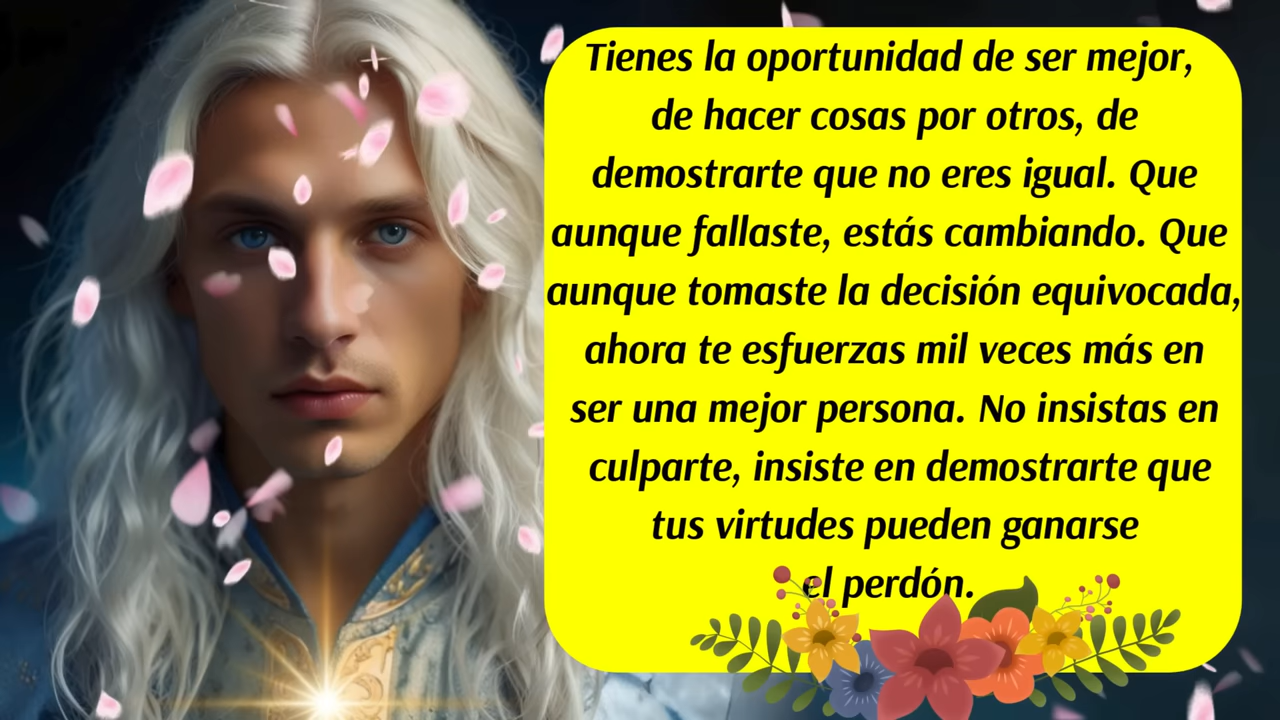 Tienes la oportunidad de ser mejor,
de hacer cosas por otros, de
demostrarte que no eres igual. Que
aunque fallaste, estás cambiando. Que
aunque tomaste la decisión equivocada,
ahora te esfuerzas mil veces más en
ser una mejor persona. No insistas en
culparte, insiste en demostrarte que
tus virtudes pueden ganarse
el perdón.